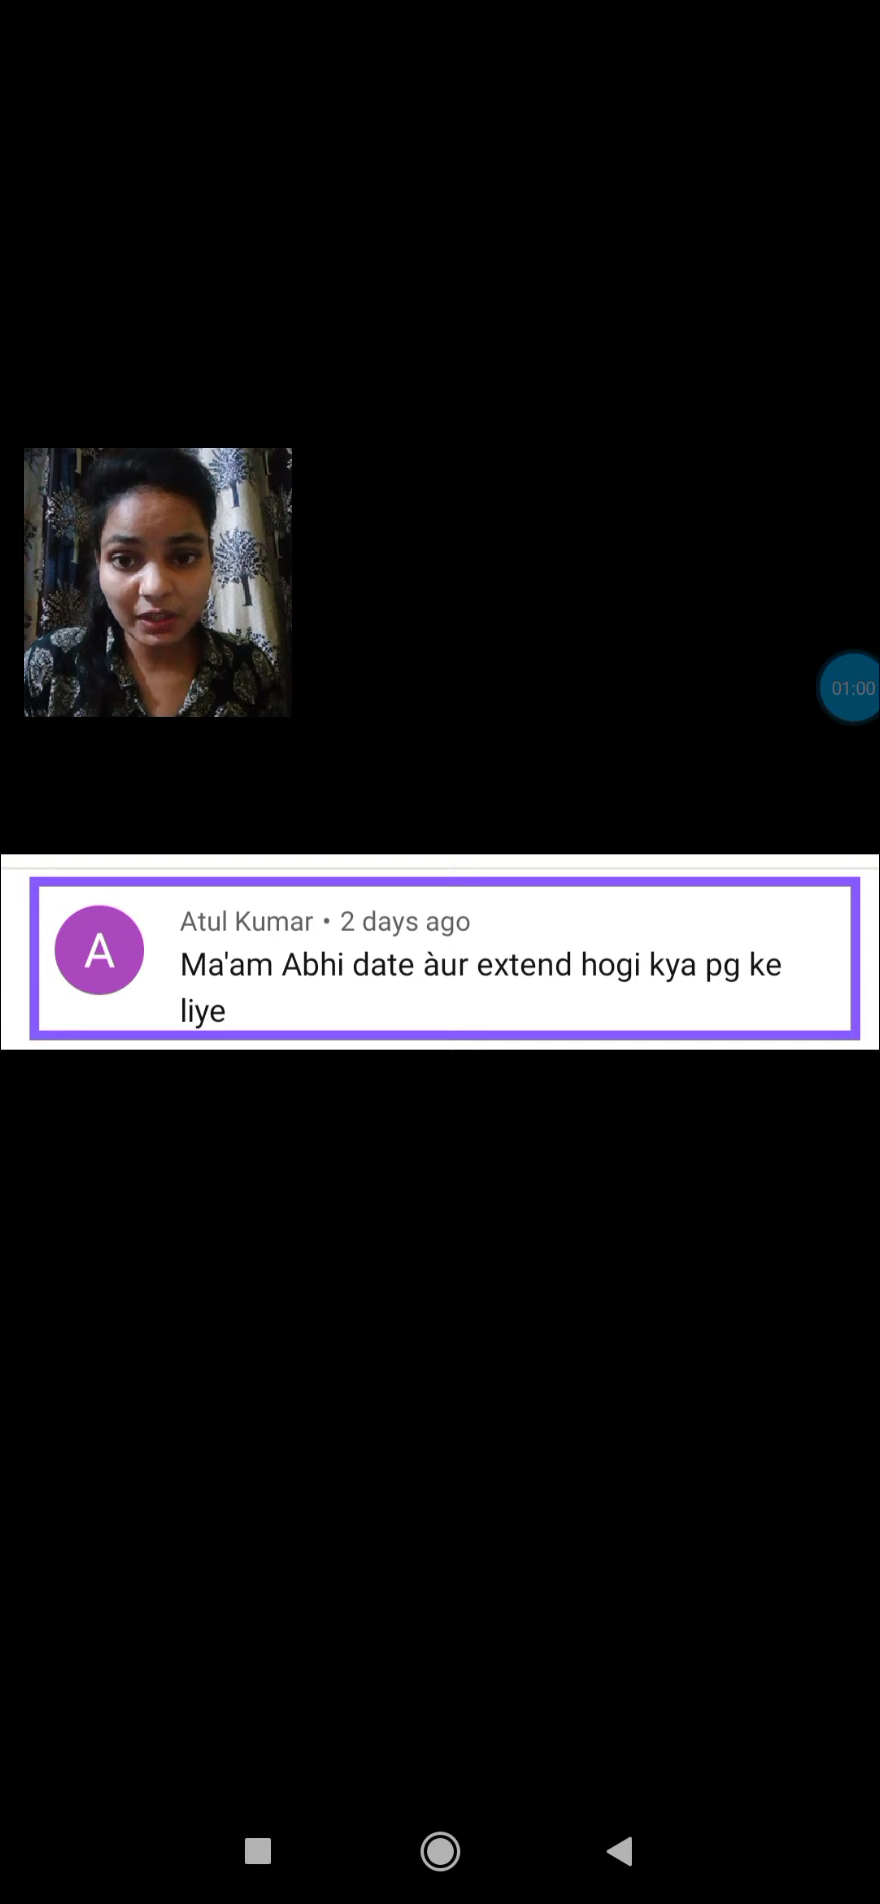 01:00
A
Atul Kumar • 2 days ago
Ma'am Abhi date àur extend hogi kya pg ke
liye